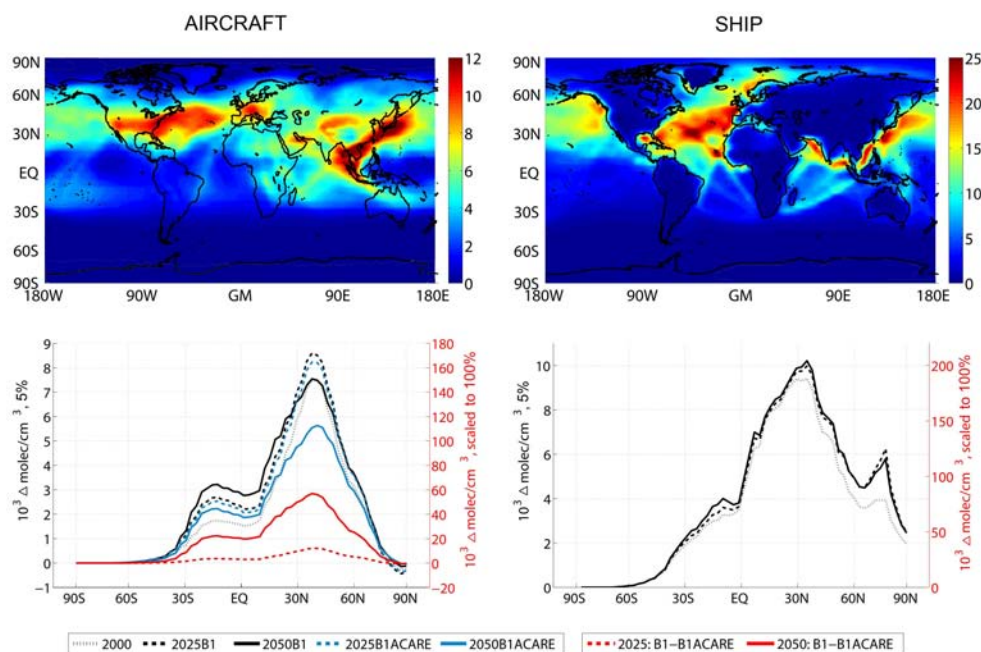 AIRCRAFT
SHIP
90N
60N
30N
EQ
30S
60S
90S
180W 90W GM 90E 180E
12
10
8
6
4
2
0
90N
60N
30N
EQ
30S
60S
90S
180W 90W GM 90E 180E
25
20
15
10
5
0
10³ △ molec/cm³, 5%
9
8
7
6
5
4
3
2
1
0
−1
90S 60S 30S EQ 30N 60N 90N
180
160
140
120
100
80
60
40
20
0
−20
10³ △ molec/cm³, scaled to 100%
10³ △ molec/cm³, 5%
10
8
6
4
2
0
90S 60S 30S EQ 30N 60N 90N
200
150
100
50
0
10³ △ molec/cm³, scaled to 100%
2000 2025B1 2050B1 2025B1ACARE 2050B1ACARE 2025: B1−B1ACARE 2050: B1−B1ACARE